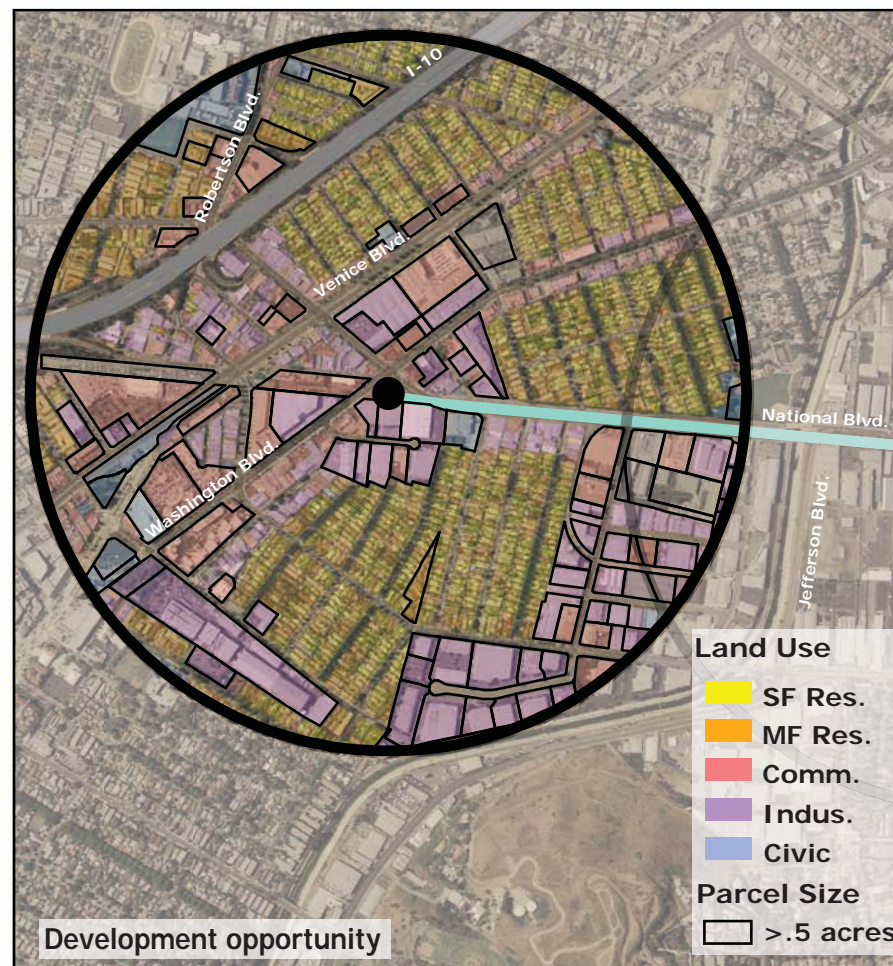 I-10
Robertson Blvd.
Venice Blvd.
National Blvd.
Washington Blvd.
Jefferson Blvd.
Land Use
SF Res.
MF Res.
Comm.
Indus.
Civic
Parcel Size
>.5 acres
Development opportunity